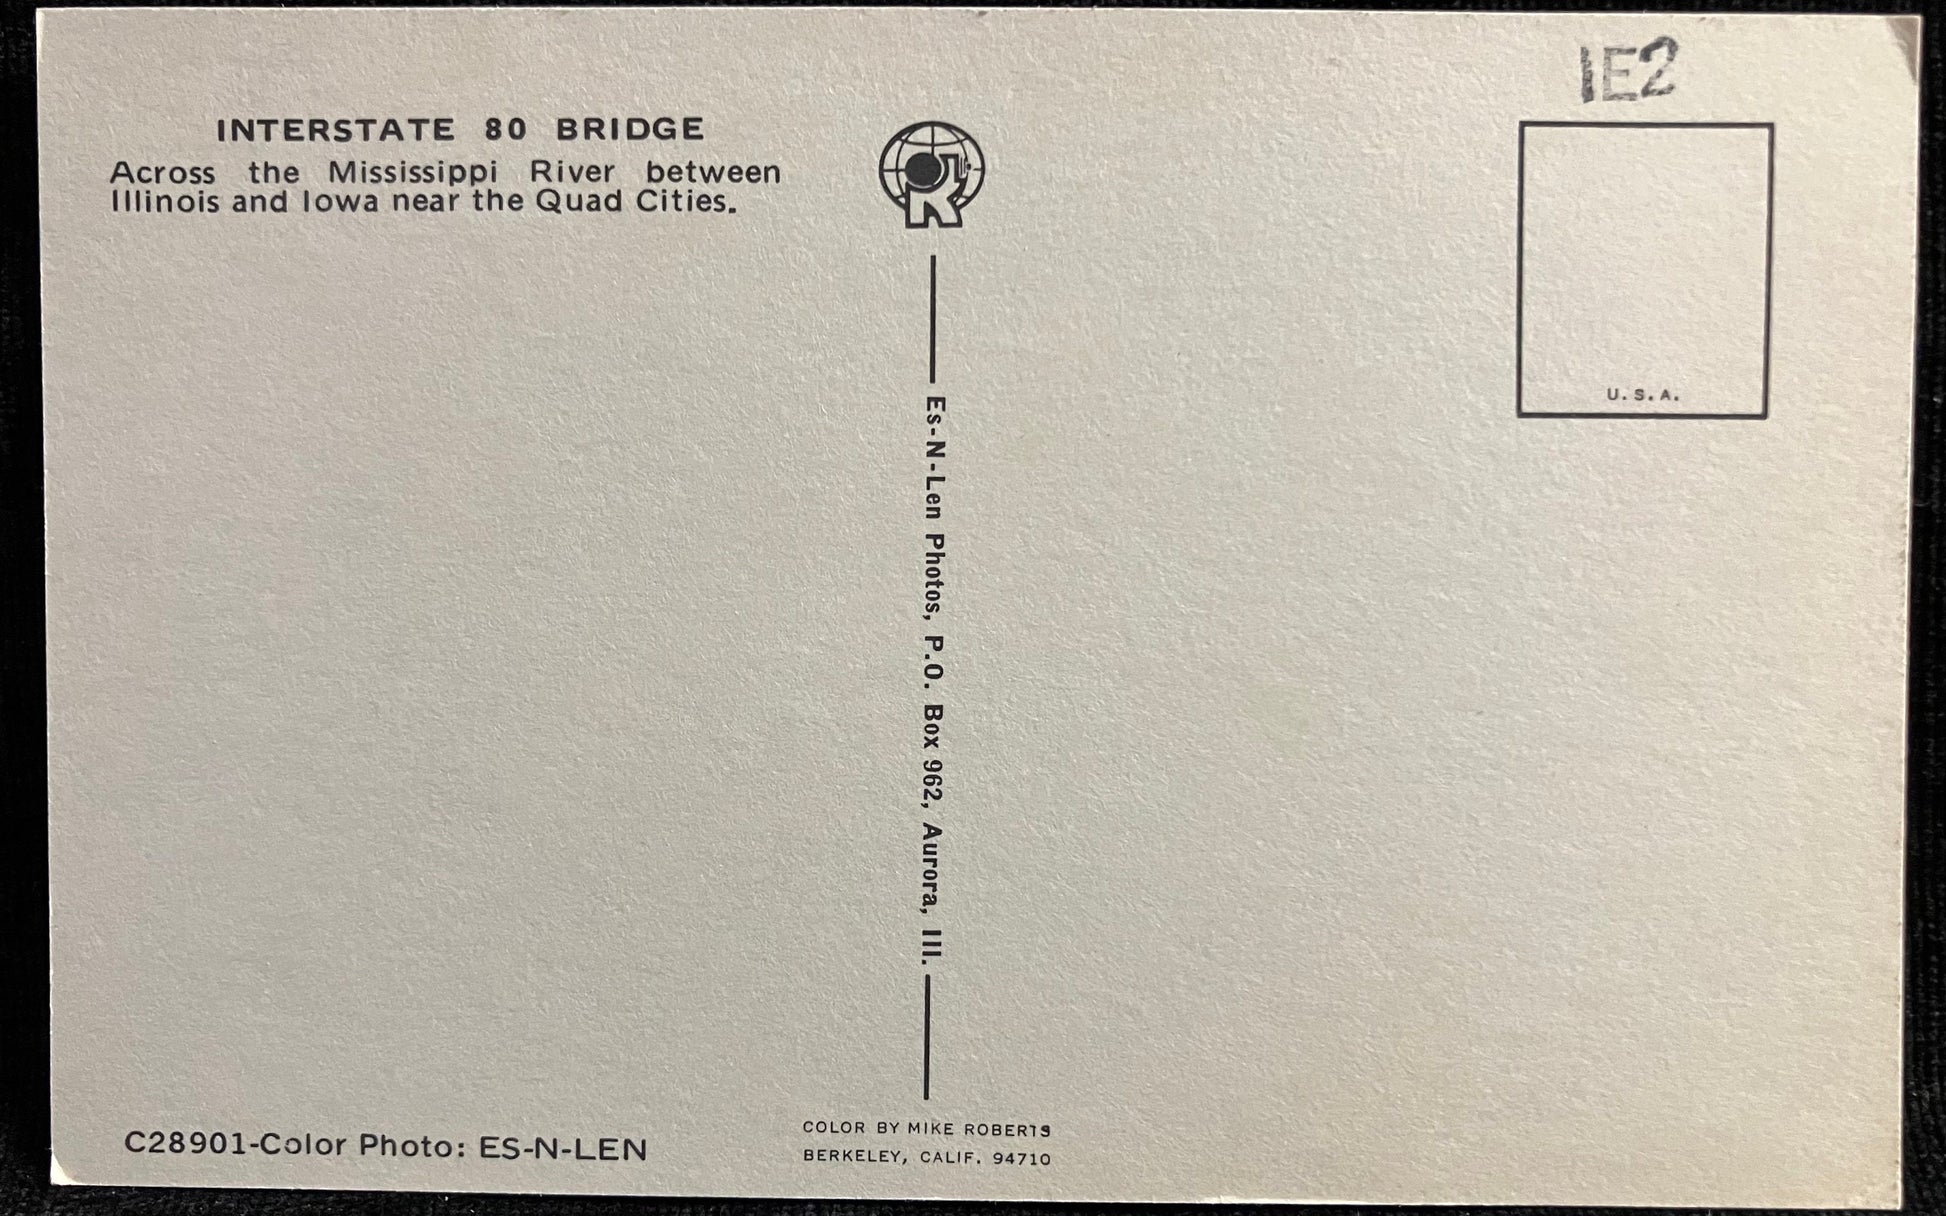 1E2
INTERSTATE 80 BRIDGE
Across the Mississippi River between
Illinois and Iowa near the Quad Cities.
R
U.S.A.
Es-N-Len Photos, P.O. Box 962, Aurora, Ill.
C28901-Color Photo: ES-N-LEN
COLOR BY MIKE ROBERTS
BERKELEY, CALIF. 94710